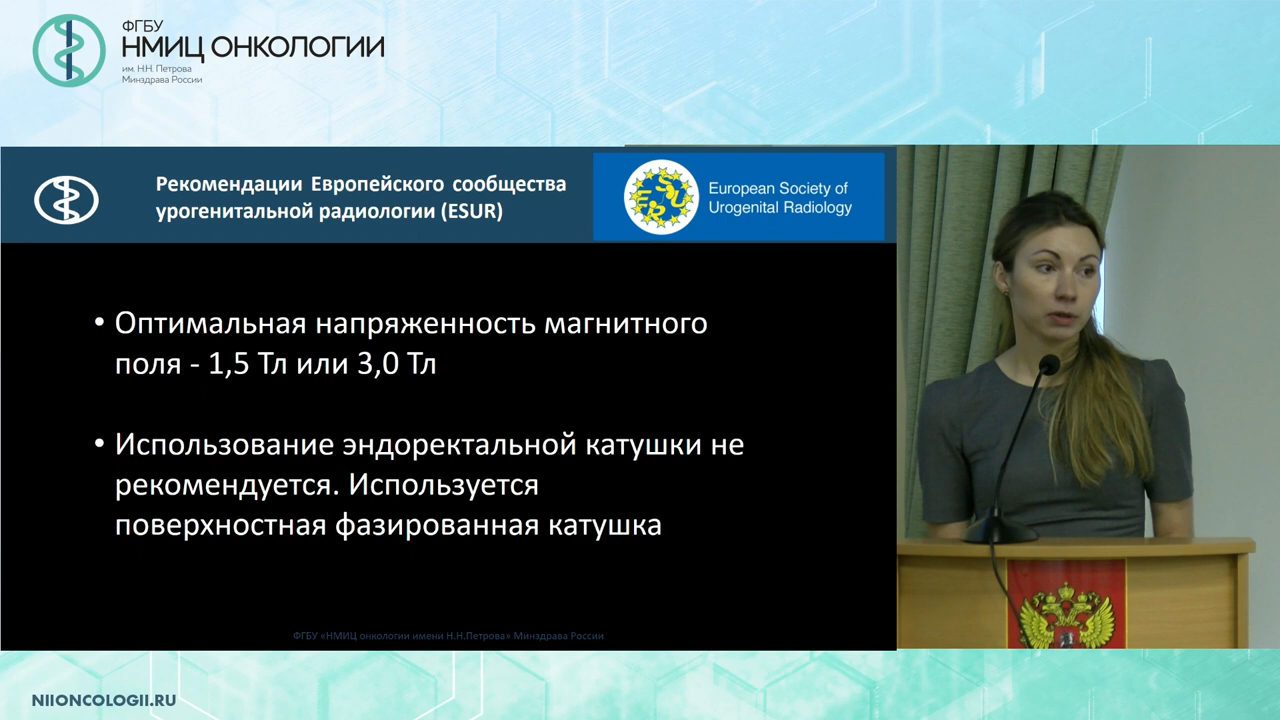 ФГБУ
НМИЦ ОНКОЛОГИИ
им. Н.Н. Петрова
Минздрава России
Рекомендации Европейского сообщества
урогенитальной радиологии (ESUR)
ESUR
European Society of
Urogenital Radiology
• Оптимальная напряженность магнитного
поля - 1,5 Тл или 3,0 Тл
• Использование эндоректальной катушки не
рекомендуется. Используется
поверхностная фазированная катушка
ФГБУ «НМИЦ онкологии имени Н.Н.Петрова» Минздрава России
NIIONCOLOGII.RU